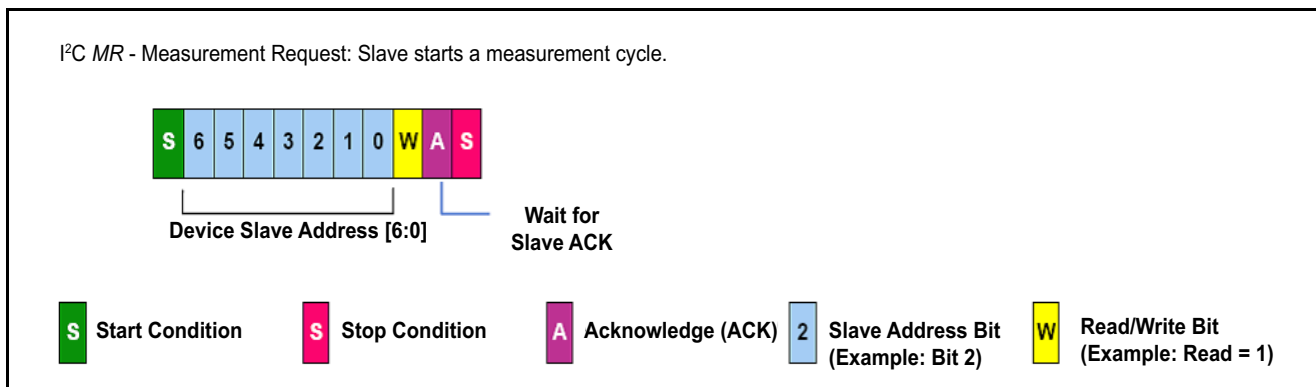 I²C MR - Measurement Request: Slave starts a measurement cycle.
S 6 5 4 3 2 1 0 W A S
Device Slave Address [6:0]
Wait for
Slave ACK
S Start Condition
S Stop Condition
A Acknowledge (ACK)
2 Slave Address Bit
(Example: Bit 2)
W Read/Write Bit
(Example: Read = 1)